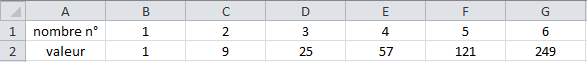 A B C D E F G
1 nombre n° 1 2 3 4 5 6
2 valeur 1 9 25 57 121 249